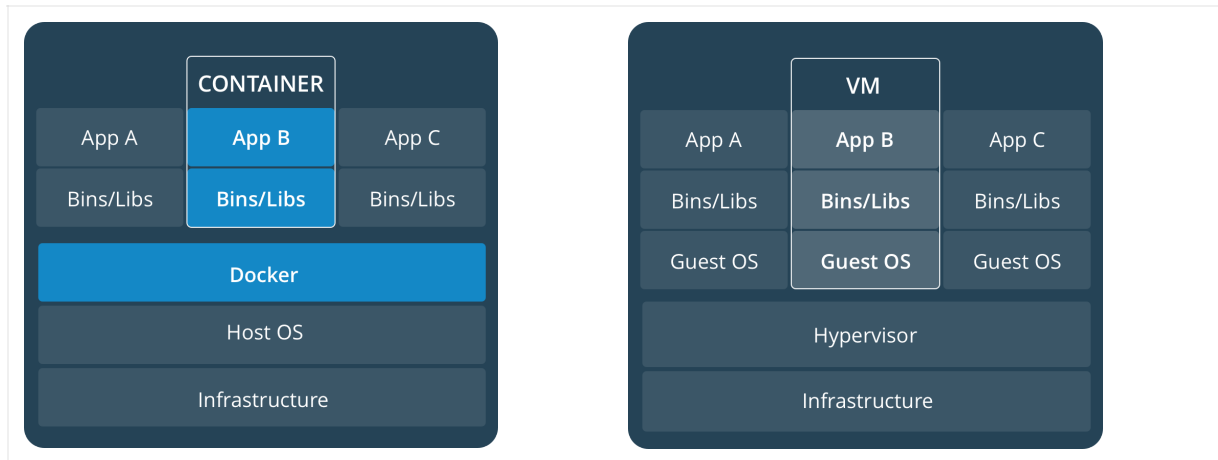 CONTAINER
App A
App B
App C
Bins/Libs
Bins/Libs
Bins/Libs
Docker
Host OS
Infrastructure
VM
App A
App B
App C
Bins/Libs
Bins/Libs
Bins/Libs
Guest OS
Guest OS
Guest OS
Hypervisor
Infrastructure